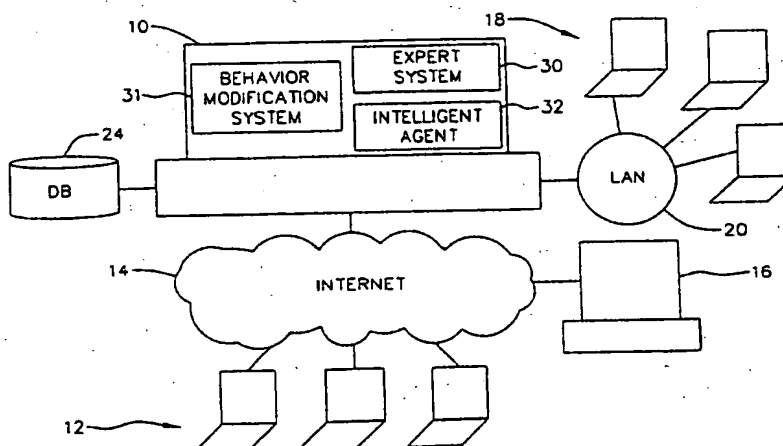 10
18
EXPERT
SYSTEM
30
BEHAVIOR
MODIFICATION
SYSTEM
31
32
INTELLIGENT
AGENT
24
DB
LAN
20
14
INTERNET
16
12